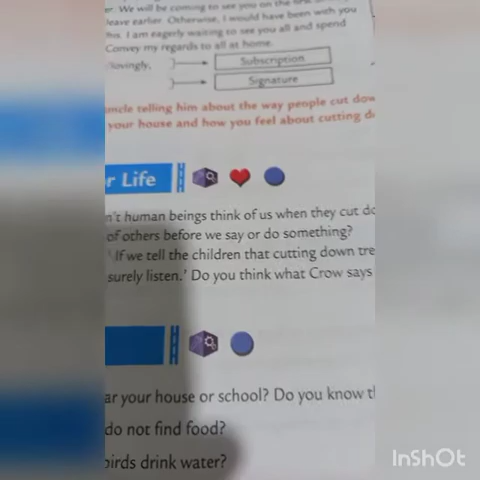 er. We will be coming to see you on the
leave earlier. Otherwise, I would have been with you
this. I am eagerly waiting to see you all and spend
Convey my regards to all at home.
Lovingly,
Subscription
Signature
uncle telling him about the way people cut dow
your house and how you feel about cutting d
r Life
n't human beings think of us when they cut do
of others before we say or do something?
'If we tell the children that cutting down tre
surely listen.' Do you think what Crow says
ar your house or school? Do you know t
do not find food?
birds drink water?
InShOt